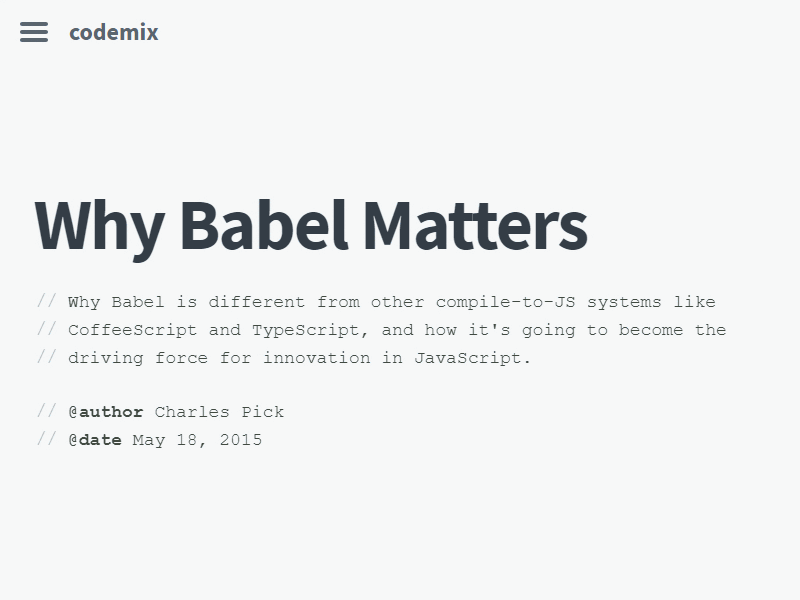 codemix
Why Babel Matters
// Why Babel is different from other compile-to-JS systems like
// CoffeeScript and TypeScript, and how it's going to become the
// driving force for innovation in JavaScript.
// @author Charles Pick
// @date May 18, 2015